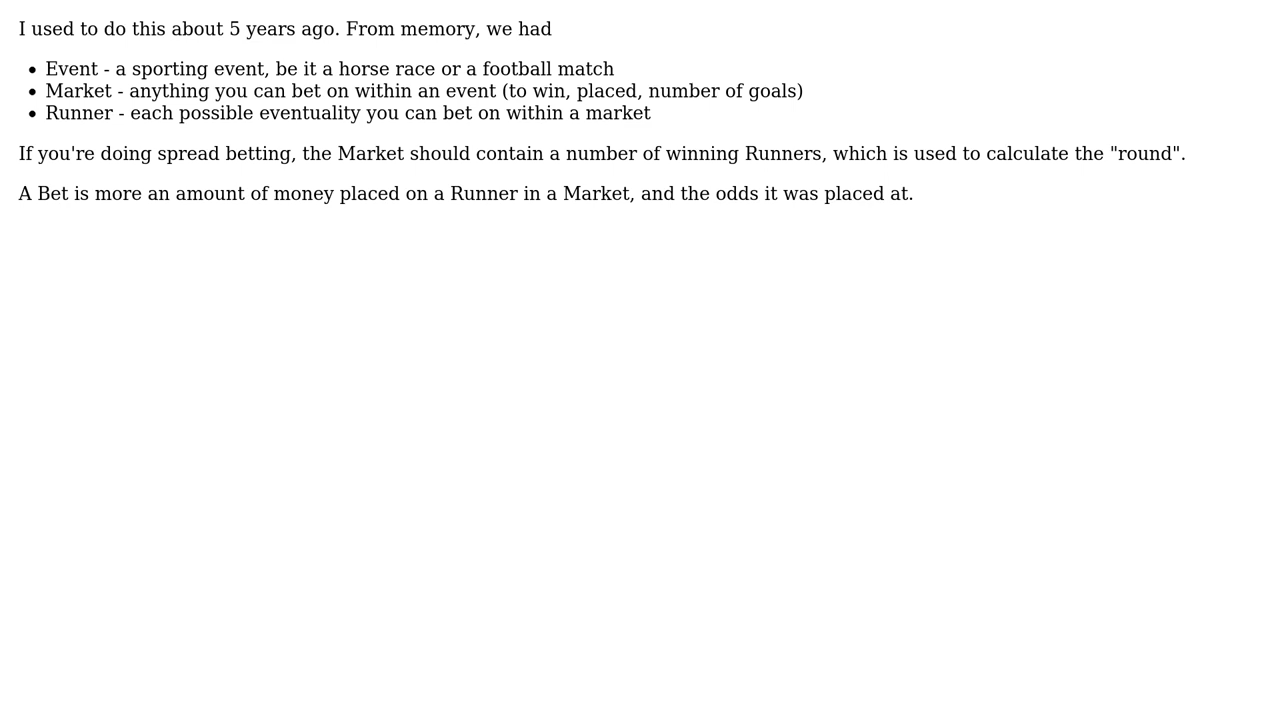 I used to do this about 5 years ago. From memory, we had
• Event - a sporting event, be it a horse race or a football match
• Market - anything you can bet on within an event (to win, placed, number of goals)
• Runner - each possible eventuality you can bet on within a market
If you're doing spread betting, the Market should contain a number of winning Runners, which is used to calculate the "round".
A Bet is more an amount of money placed on a Runner in a Market, and the odds it was placed at.